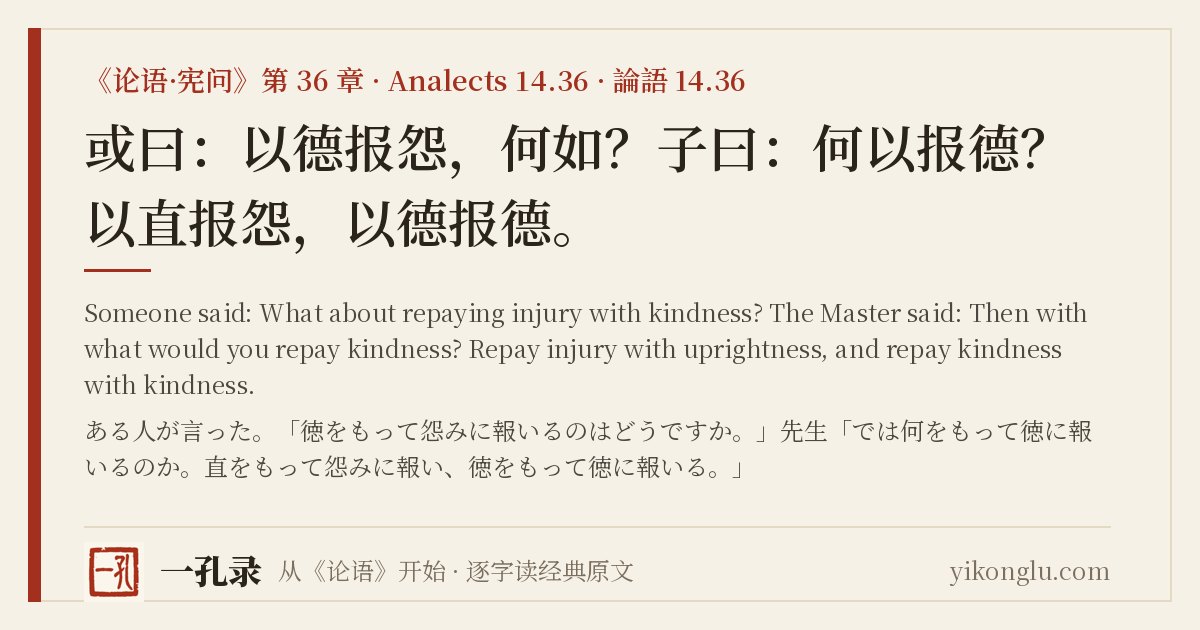 《论语·宪问》第 36 章 · Analects 14.36 · 論語 14.36
或曰：以德报怨，何如？子曰：何以报德？
以直报怨，以德报德。
Someone said: What about repaying injury with kindness? The Master said: Then with
what would you repay kindness? Repay injury with uprightness, and repay kindness
with kindness.
ある人が言った。「徳をもって怨みに報いるのはどうですか。」先生「では何をもって徳に報
いるのか。直をもって怨みに報い、徳をもって徳に報いる。」
一孔
一孔录 从《论语》开始 · 逐字读经典原文 yikonglu.com